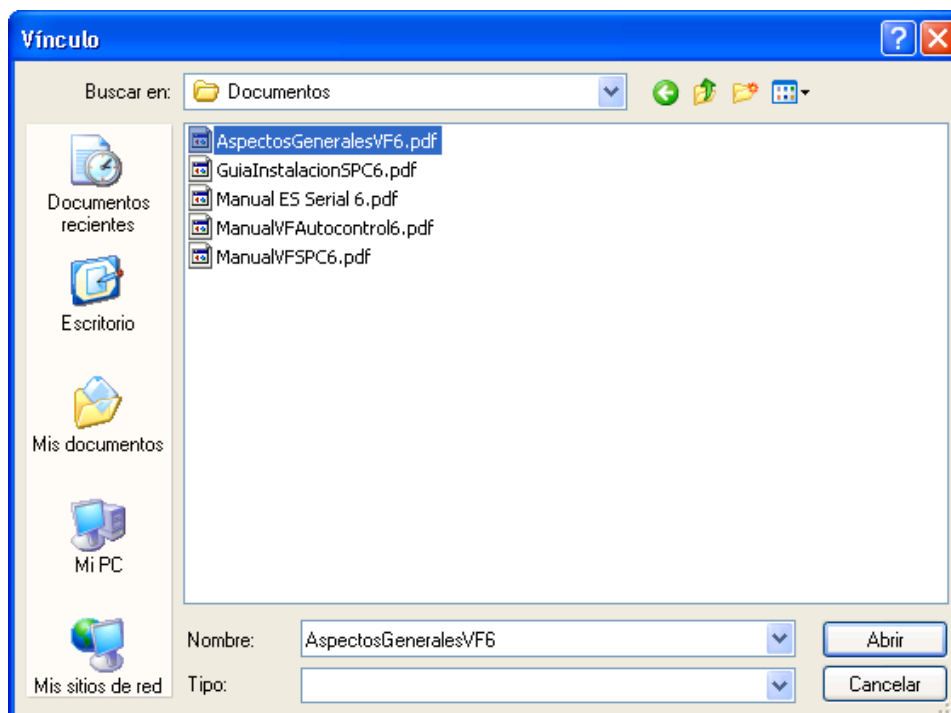 Vínculo
Buscar en: Documentos
AspectosGeneralesVF6.pdf
GuiaInstalacionSPC6.pdf
Manual ES Serial 6.pdf
ManualVFAutocontrol6.pdf
ManualVFSPC6.pdf
Documentos
recientes
Escritorio
Mis documentos
Mi PC
Mis sitios de red
Nombre: AspectosGeneralesVF6 Abrir
Tipo: Cancelar